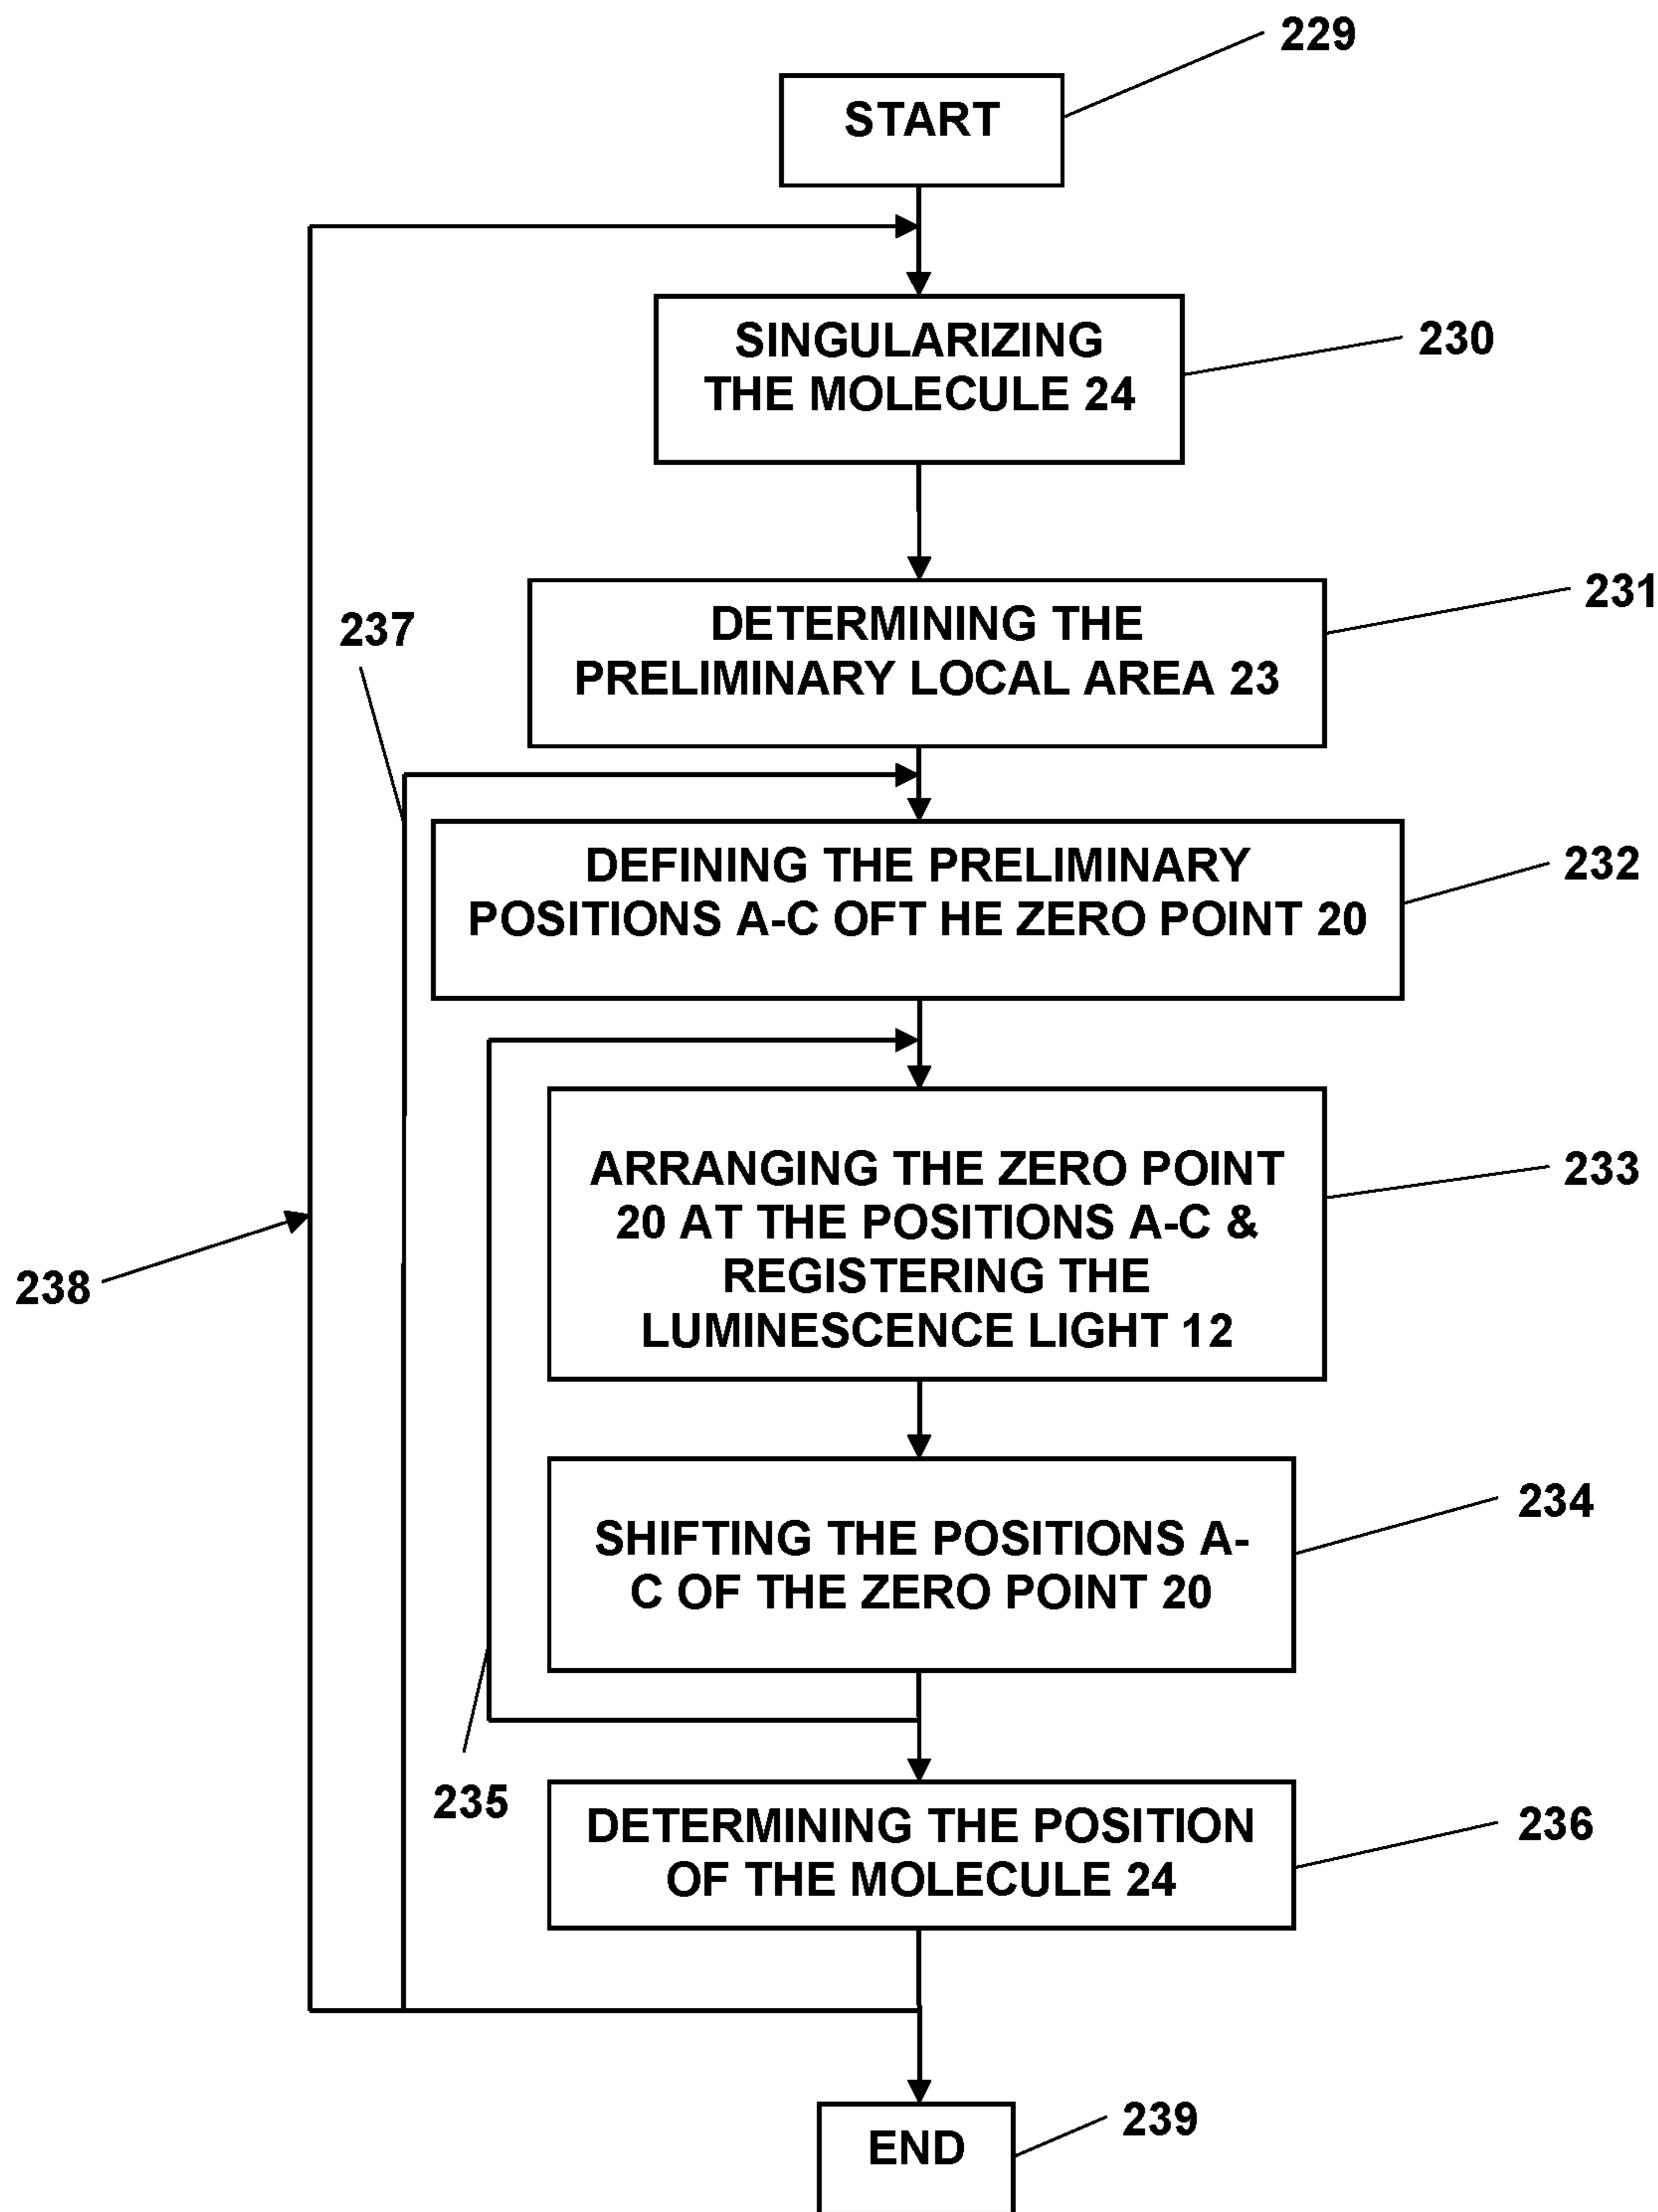 229
START
SINGULARIZING
THE MOLECULE 24
230
231
237
DETERMINING THE
PRELIMINARY LOCAL AREA 23
DEFINING THE PRELIMINARY
POSITIONS A-C OFT HE ZERO POINT 20
232
ARRANGING THE ZERO POINT
20 AT THE POSITIONS A-C &
REGISTERING THE
LUMINESCENCE LIGHT 12
233
238
SHIFTING THE POSITIONS A-
C OF THE ZERO POINT 20
234
235
DETERMINING THE POSITION
OF THE MOLECULE 24
236
END
239